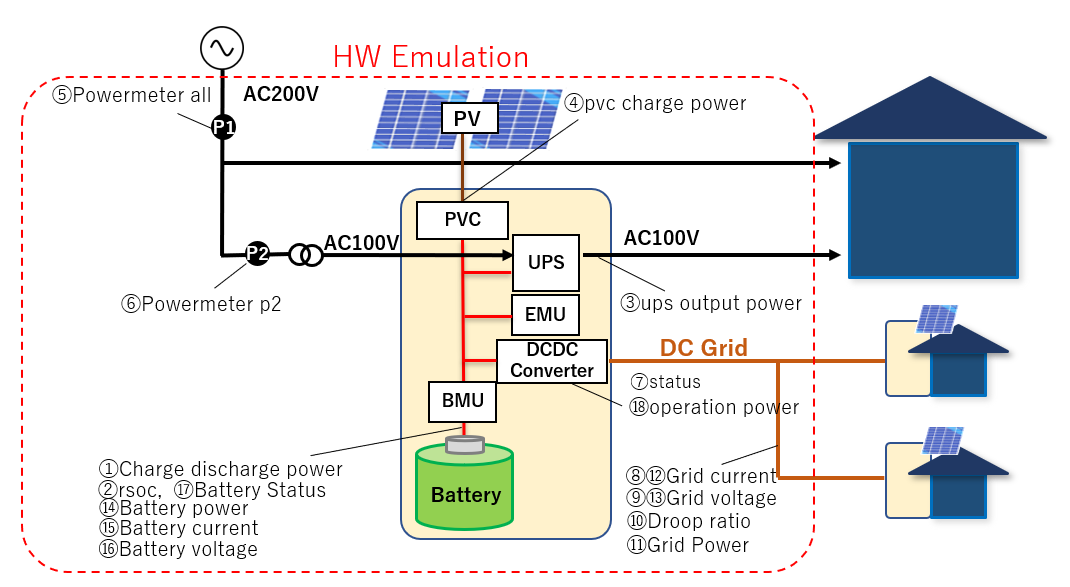 HW Emulation
⑤Powermeter all
AC200V
P1
PV
④pvc charge power
PVC
P2
AC100V
UPS
AC100V
⑥Powermeter p2
③ups output power
EMU
DCDC
Converter
DC Grid
⑦status
⑱operation power
BMU
①Charge discharge power
②rsoc, ⑰Battery Status
⑭Battery power
⑮Battery current
⑯Battery voltage
Battery
⑧⑫Grid current
⑨⑬Grid voltage
⑩Droop ratio
⑪Grid Power